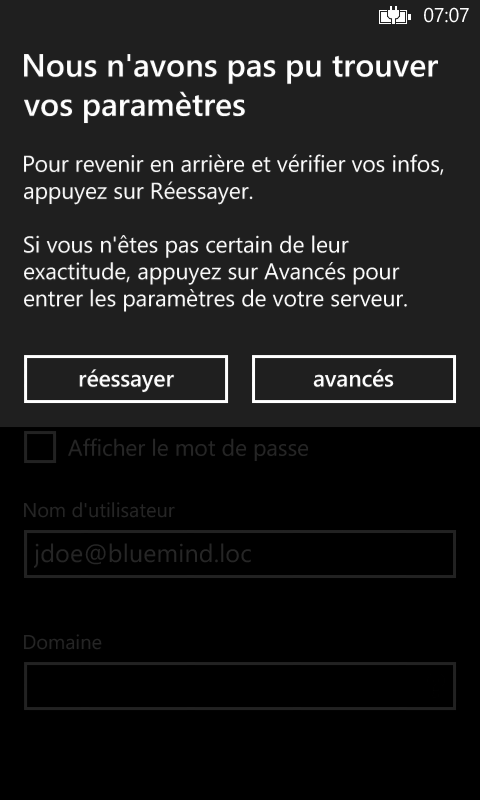 07:07
Nous n'avons pas pu trouver
vos paramètres
Pour revenir en arrière et vérifier vos infos,
appuyez sur Réessayer.
Si vous n'êtes pas certain de leur
exactitude, appuyez sur Avancés pour
entrer les paramètres de votre serveur.
réessayer avancés
Afficher le mot de passe
Nom d'utilisateur
jdoe@bluemind.loc
Domaine